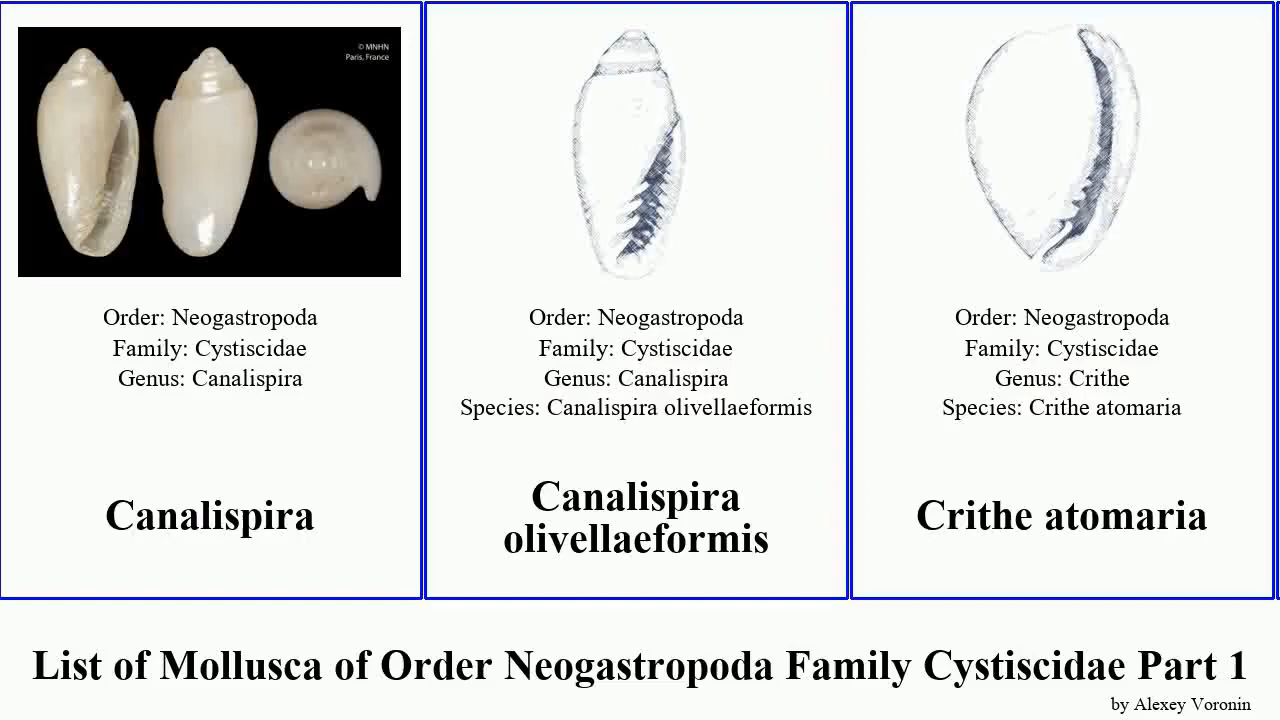 © MNHN
Paris, France
Order: Neogastropoda
Family: Cystiscidae
Genus: Canalispira
Canalispira
Order: Neogastropoda
Family: Cystiscidae
Genus: Canalispira
Species: Canalispira olivellaeformis
Canalispira
olivellaeformis
Order: Neogastropoda
Family: Cystiscidae
Genus: Crithe
Species: Crithe atomaria
Crithe atomaria
List of Mollusca of Order Neogastropoda Family Cystiscidae Part 1
by Alexey Voronin